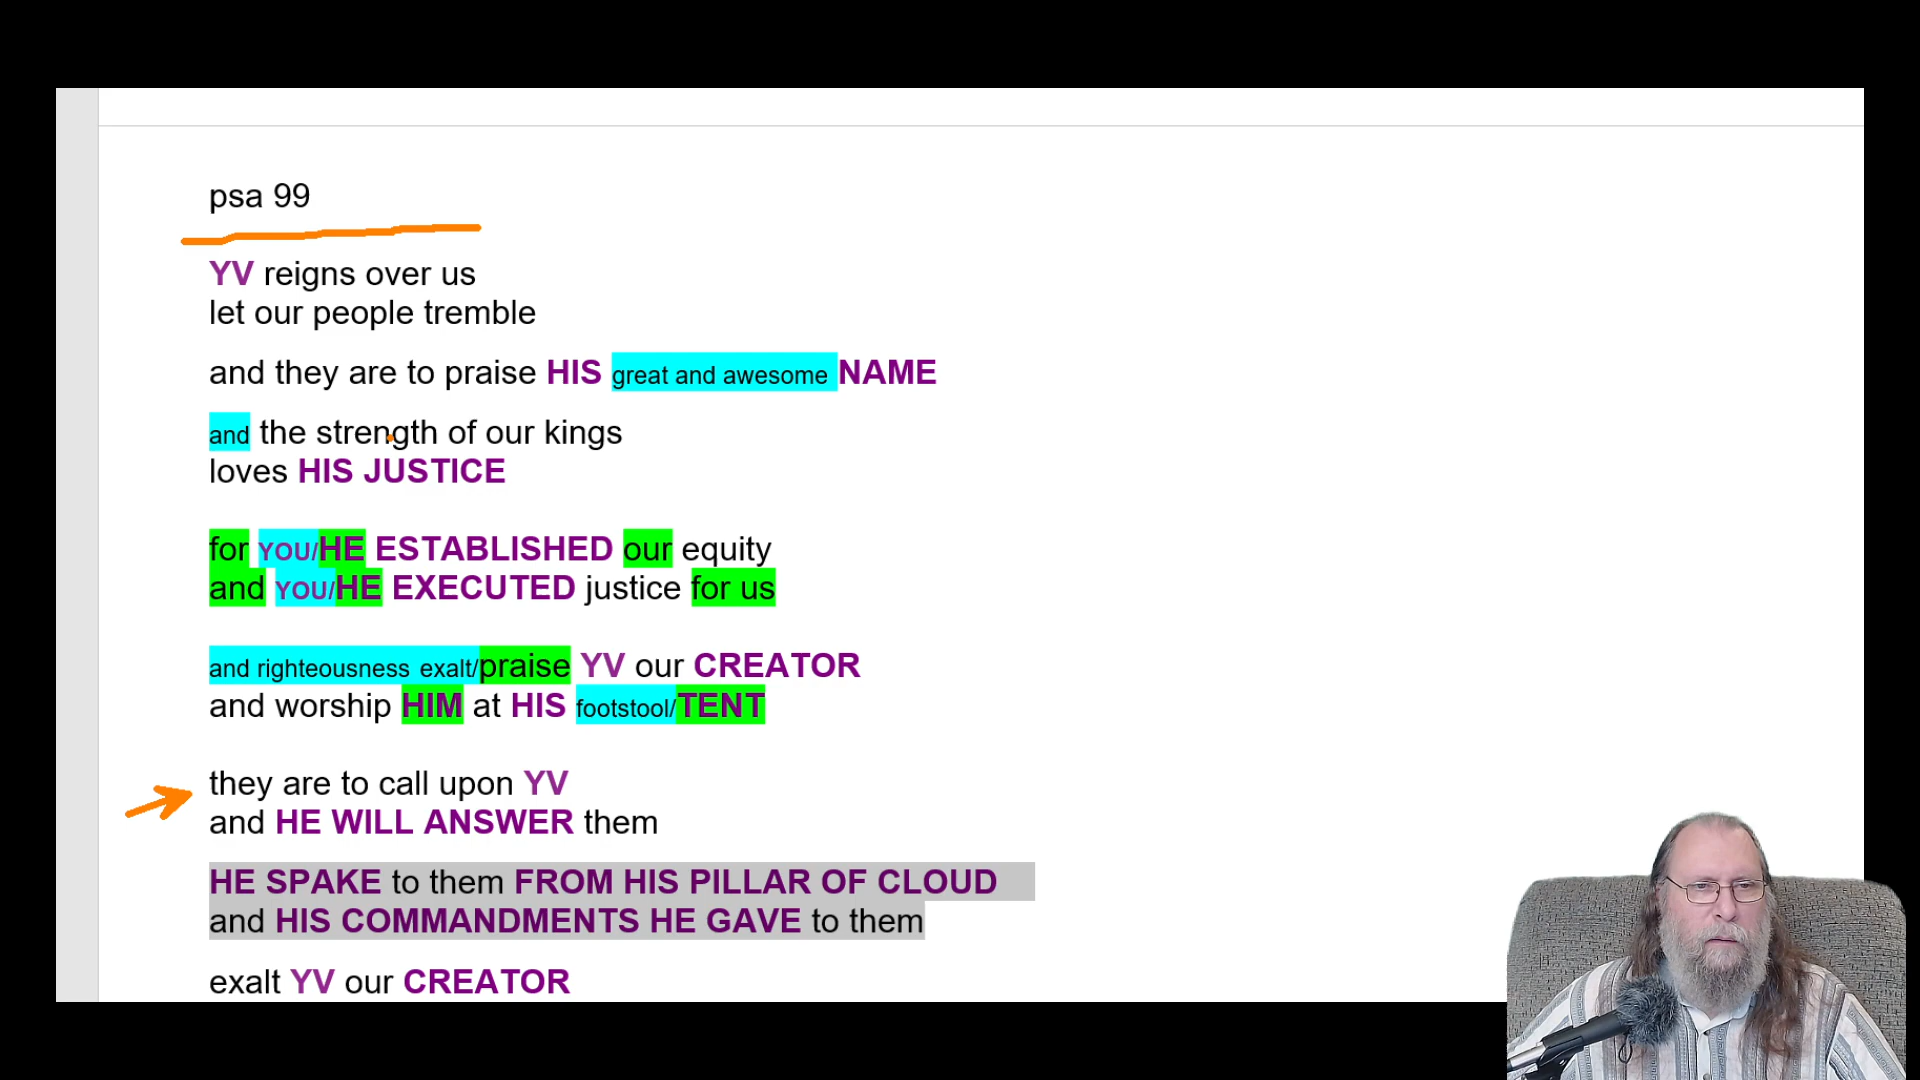 psa 99
YV reigns over us
let our people tremble
and they are to praise HIS great and awesome NAME
and the strength of our kings
loves HIS JUSTICE
for YOU/HE ESTABLISHED our equity
and YOU/HE EXECUTED justice for us
and righteousness exalt/praise YV our CREATOR
and worship HIM at HIS footstool/TENT
they are to call upon YV
and HE WILL ANSWER them
HE SPAKE to them FROM HIS PILLAR OF CLOUD
and HIS COMMANDMENTS HE GAVE to them
exalt YV our CREATOR